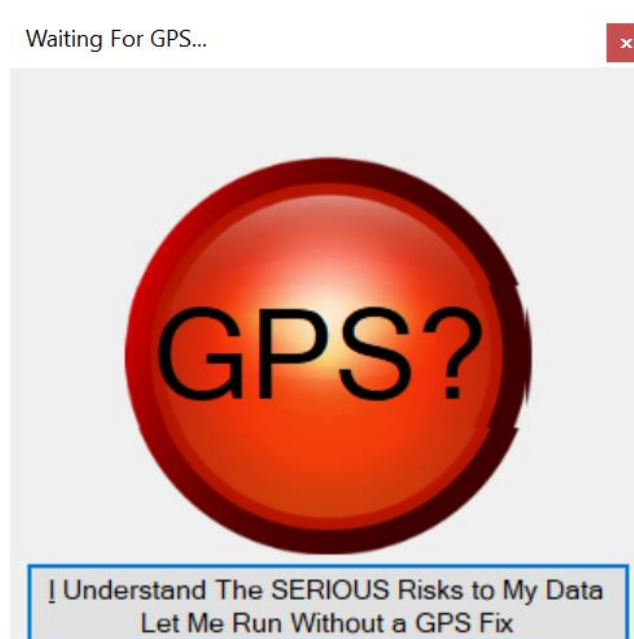 Waiting For GPS...
GPS?
I Understand The SERIOUS Risks to My Data
Let Me Run Without a GPS Fix